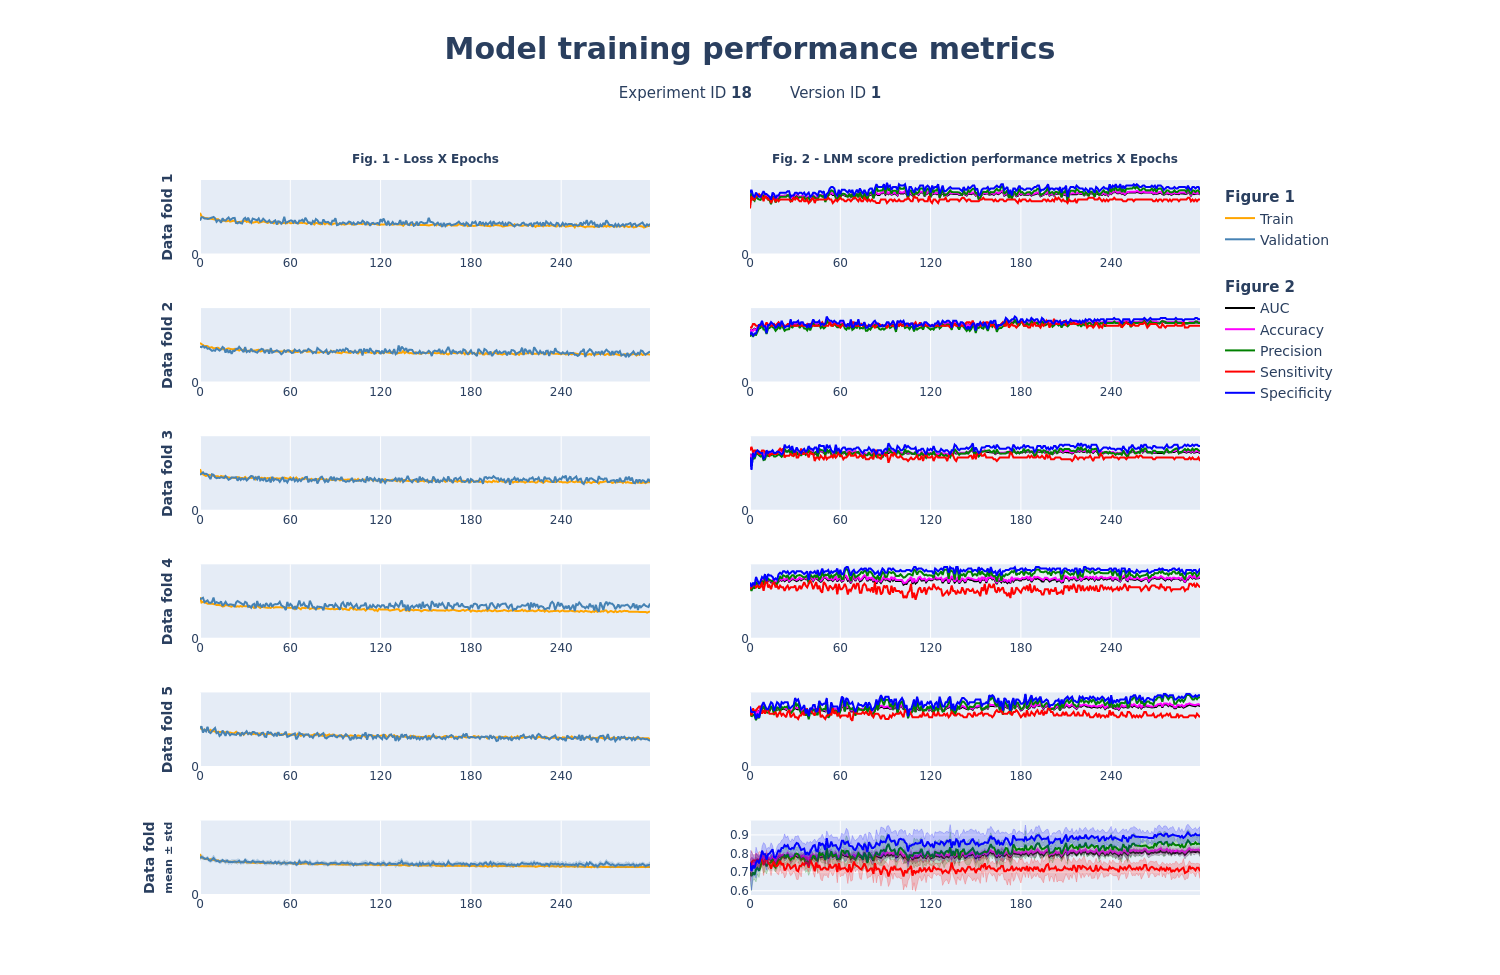 Model training performance metrics
Experiment ID 18 Version ID 1
Fig. 1 - Loss X Epochs
Fig. 2 - LNM score prediction performance metrics X Epochs
Data fold 1
0
0 60 120 180 240
0
0 60 120 180 240
Figure 1
Train
Validation
Figure 2
AUC
Accuracy
Precision
Sensitivity
Specificity
Data fold 2
0
0 60 120 180 240
0
0 60 120 180 240
Data fold 3
0
0 60 120 180 240
0
0 60 120 180 240
Data fold 4
0
0 60 120 180 240
0
0 60 120 180 240
Data fold 5
0
0 60 120 180 240
0
0 60 120 180 240
Data fold
mean ± std
0
0 60 120 180 240
0.9
0.8
0.7
0.6
0 60 120 180 240